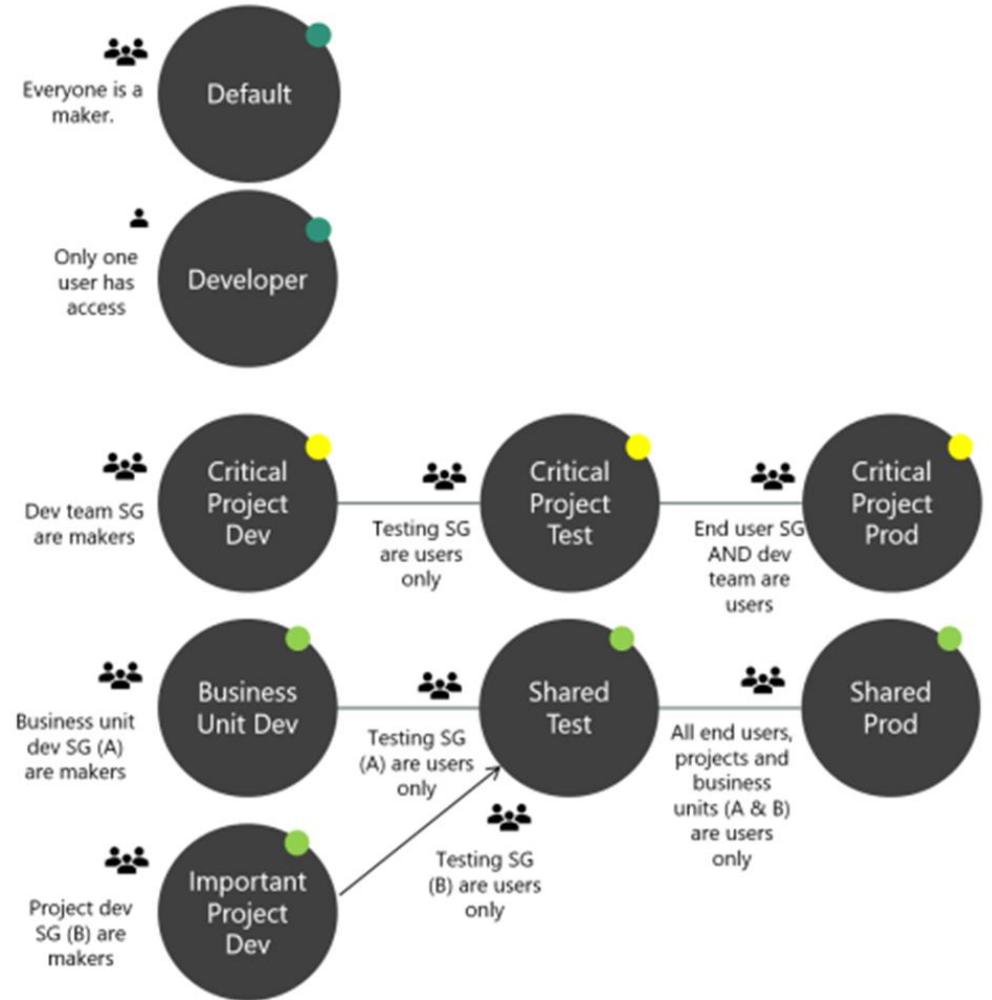 Everyone is a
maker.
Default
Only one
user has
access
Developer
Dev team SG
are makers
Critical
Project
Dev
Testing SG
are users
only
Critical
Project
Test
End user SG
AND dev
team are
users
Critical
Project
Prod
Business unit
dev SG (A)
are makers
Business
Unit Dev
Testing SG
(A) are users
only
Shared
Test
All end users,
projects and
business
units (A & B)
are users
only
Shared
Prod
Project dev
SG (B) are
makers
Important
Project
Dev
Testing SG
(B) are users
only